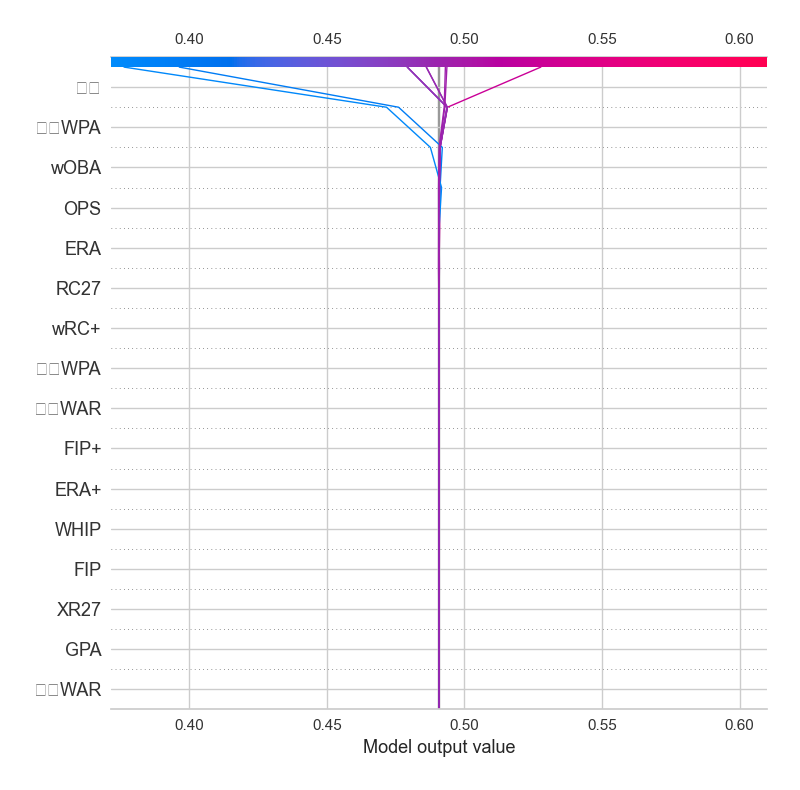 0.40 0.45 0.50 0.55 0.60
□□
□□WPA
wOBA
OPS
ERA
RC27
wRC+
□□WPA
□□WAR
FIP+
ERA+
WHIP
FIP
XR27
GPA
□□WAR
0.40 0.45 0.50 0.55 0.60
Model output value